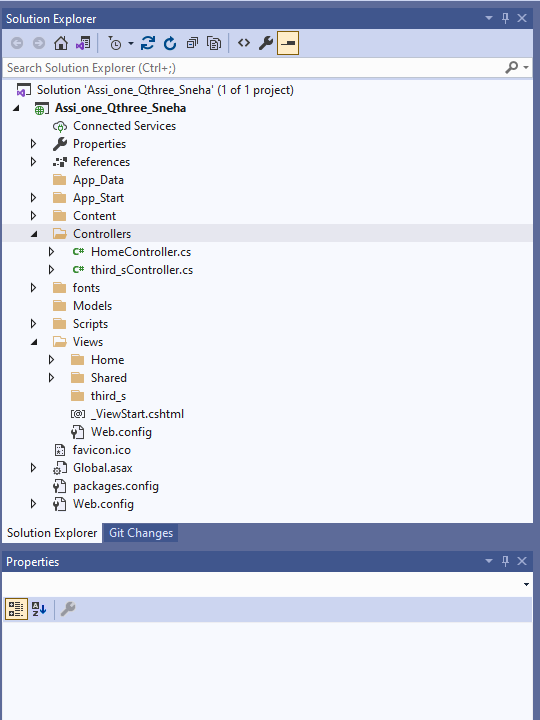 Solution Explorer
Search Solution Explorer (Ctrl+;)
Solution 'Assi_one_Qthree_Sneha' (1 of 1 project)
Assi_one_Qthree_Sneha
Connected Services
Properties
References
App_Data
App_Start
Content
Controllers
C# HomeController.cs
C# third_sController.cs
fonts
Models
Scripts
Views
Home
Shared
third_s
[@] _ViewStart.cshtml
Web.config
favicon.ico
Global.asax
packages.config
Web.config
Solution Explorer Git Changes
Properties
A
Z